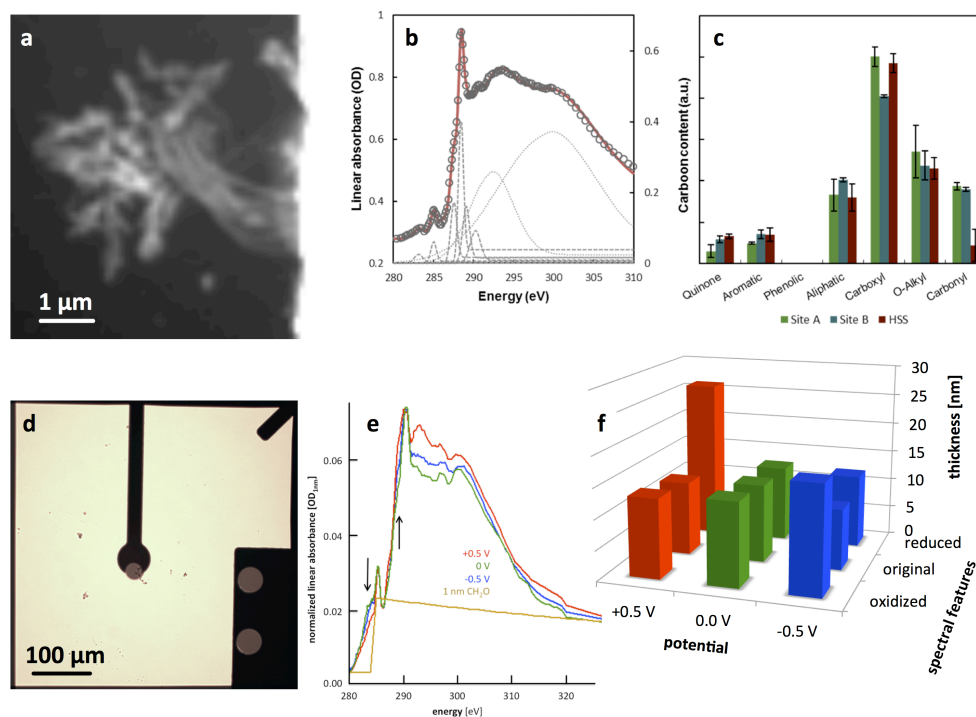 a
1 µm
b
Linear absorbance (OD)
1
0.8
0.6
0.4
0.2
0.6
0.4
0.2
0
280 285 290 295 300 305 310
Energy (eV)
c
Carboon content (a.u.)
Quinone
Aromatic
Phenolic
Aliphatic
Carboxyl
O-Alkyl
Carbonyl
Site A Site B HSS
d
100 µm
e
normalized linear absorbance [OD1nm]
0.06
0.04
0.02
0.00
+0.5 V
0 V
-0.5 V
1 nm CH2O
280 290 300 310 320
energy [eV]
f
thickness [nm]
30
25
20
15
10
5
0
reduced
original
oxidized
spectral features
+0.5 V
0.0 V
-0.5 V
potential